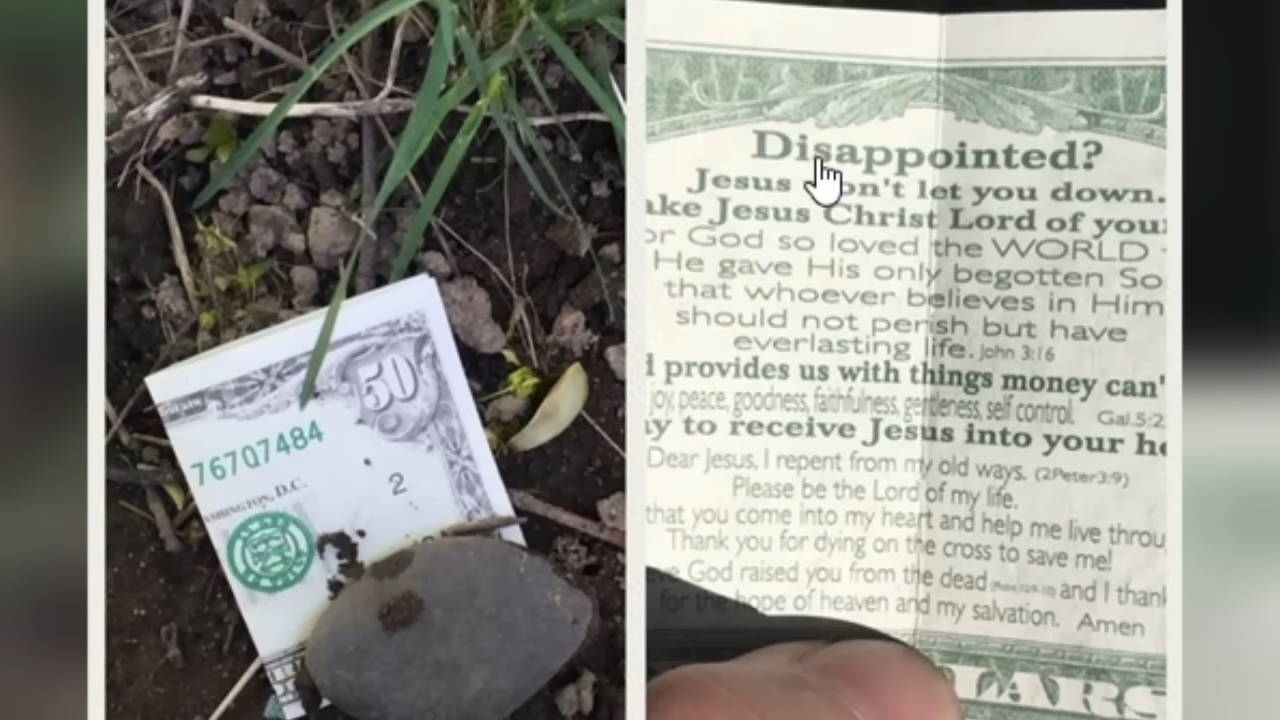 50
76707484
SHINGTON, D.C.
2
Disappointed?
Jesus on't let you down.
ake Jesus Christ Lord of your
or God so loved the WORLD -
He gave His only begotten So
that whoever believes in Him
should not perish but have
everlasting life. John 3:16
d provides us with things money can'
joy, peace, goodness, faithfulness, gentleness, self control. Gal.5:2
ay to receive Jesus into your he
Dear Jesus, I repent from my old ways. (2Peter3:9)
Please be the Lord of my life.
that you come into my heart and help me live throu
Thank you for dying on the cross to save me!
eve God raised you from the dead and I thank
for the hope of heaven and my salvation. Amen
LARS